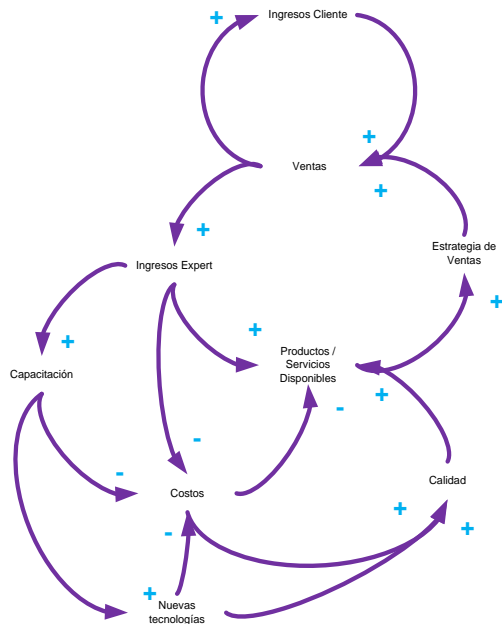 +
Ingresos Cliente
+
Ventas
+
+
Estrategia de
Ventas
Ingresos Expert
+
+
+
Productos /
Servicios
Disponibles
Capacitación
+
-
-
-
Costos
Calidad
+
+
-
+
Nuevas
tecnologías